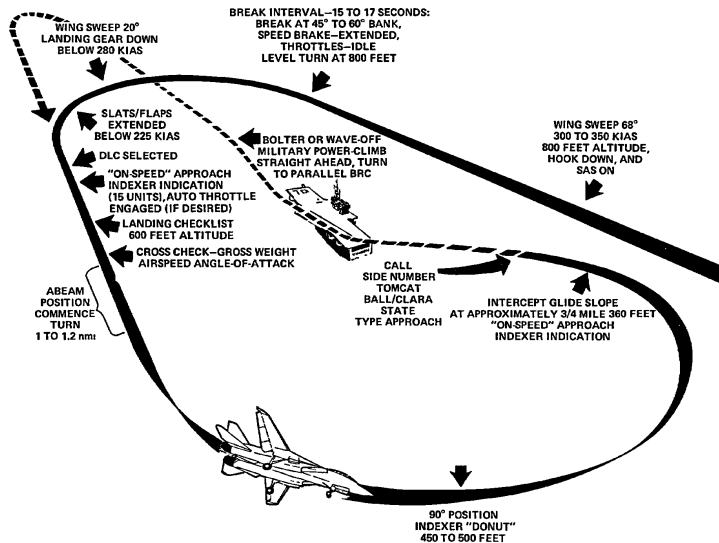 BREAK INTERVAL—15 TO 17 SECONDS:
BREAK AT 45° TO 60° BANK,
SPEED BRAKE—EXTENDED,
THROTTLES—IDLE
LEVEL TURN AT 800 FEET
WING SWEEP 20°
LANDING GEAR DOWN
BELOW 280 KIAS
WING SWEEP 68°
300 TO 350 KIAS
800 FEET ALTITUDE,
HOOK DOWN, AND
SAS ON
SLATS/FLAPS
EXTENDED
BELOW 225 KIAS
BOLTER OR WAVE-OFF
MILITARY POWER-CLIMB
STRAIGHT AHEAD, TURN
TO PARALLEL BRC
DLC SELECTED
"ON-SPEED" APPROACH
INDEXER INDICATION
(15 UNITS), AUTO THROTTLE
ENGAGED (IF DESIRED)
LANDING CHECKLIST
600 FEET ALTITUDE
CROSS CHECK—GROSS WEIGHT
AIRSPEED ANGLE-OF-ATTACK
ABEAM
POSITION
COMMENCE
TURN
1 TO 1.2 nmi
CALL
SIDE NUMBER
TOMCAT
BALL/CLARA
STATE
TYPE APPROACH
INTERCEPT GLIDE SLOPE
AT APPROXIMATELY 3/4 MILE 360 FEET
"ON-SPEED" APPROACH
INDEXER INDICATION
90° POSITION
INDEXER "DONUT"
450 TO 500 FEET